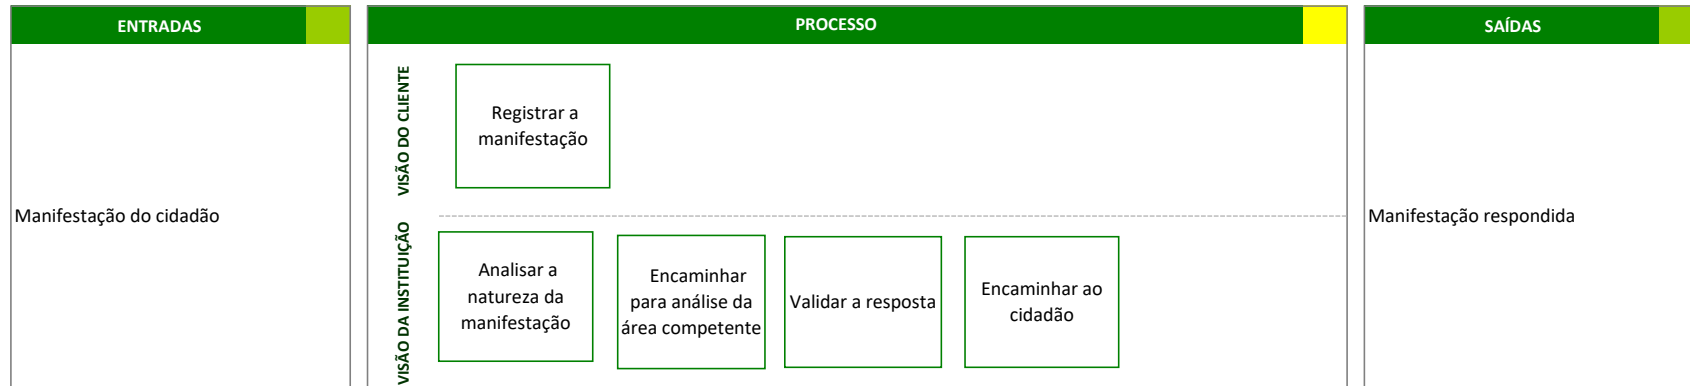 ENTRADAS
Manifestação do cidadão
PROCESSO
VISÃO DO CLIENTE
Registrar a
manifestação
VISÃO DA INSTITUIÇÃO
Analisar a
natureza da
manifestação
Encaminhar
para análise da
área competente
Validar a resposta
Encaminhar ao
cidadão
SAÍDAS
Manifestação respondida